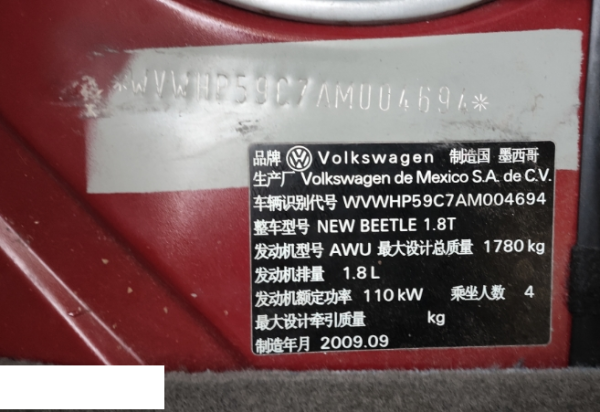 *WVWHP59C7AM004694*
品牌 Volkswagen 制造国 墨西哥
生产厂 Volkswagen de Mexico S.A. de C.V.
车辆识别代号 WVWHP59C7AM004694
整车型号 NEW BEETLE 1.8T
发动机型号 AWU 最大设计总质量 1780 kg
发动机排量 1.8 L
发动机额定功率 110 kW 乘坐人数 4
最大设计牵引质量 kg
制造年月 2009.09